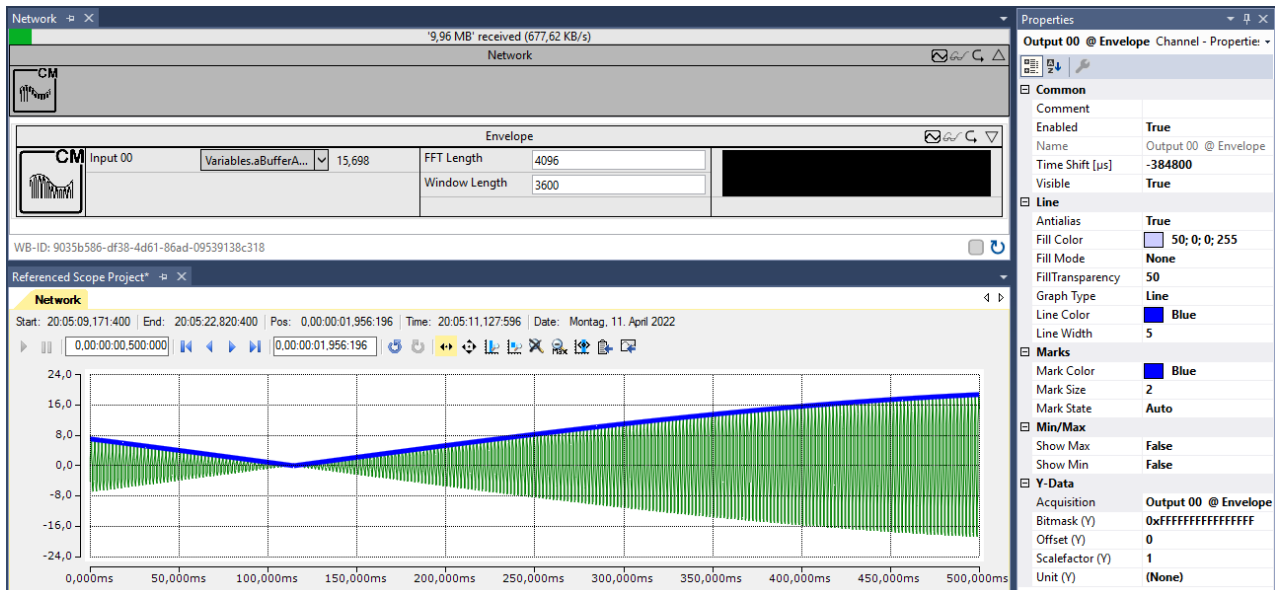 Network
'9,96 MB' received (677,62 KB/s)
Network
CM
Envelope
CM
Input 00
Variables.aBufferA...
15,698
FFT Length
4096
Window Length
3600
WB-ID: 9035b586-df38-4d61-86ad-09539138c318
Referenced Scope Project*
Network
Start: 20:05:09,171:400 End: 20:05:22,820:400 Pos: 0,00:00:01,956:196 Time: 20:05:11,127:596 Date: Montag, 11. April 2022
0,00:00:00,500:000 0,00:00:01,956:196
24,0
16,0
8,0
0,0
-8,0
-16,0
-24,0
0,000ms 50,000ms 100,000ms 150,000ms 200,000ms 250,000ms 300,000ms 350,000ms 400,000ms 450,000ms 500,000ms
Properties
Output 00 @ Envelope Channel - Propertie
Common
Comment
Enabled True
Name Output 00 @ Envelope
Time Shift [µs] -384800
Visible True
Line
Antialias True
Fill Color 50; 0; 0; 255
Fill Mode None
FillTransparency 50
Graph Type Line
Line Color Blue
Line Width 5
Marks
Mark Color Blue
Mark Size 2
Mark State Auto
Min/Max
Show Max False
Show Min False
Y-Data
Acquisition Output 00 @ Envelope
Bitmask (Y) 0xFFFFFFFFFFFFFFFF
Offset (Y) 0
Scalefactor (Y) 1
Unit (Y) (None)